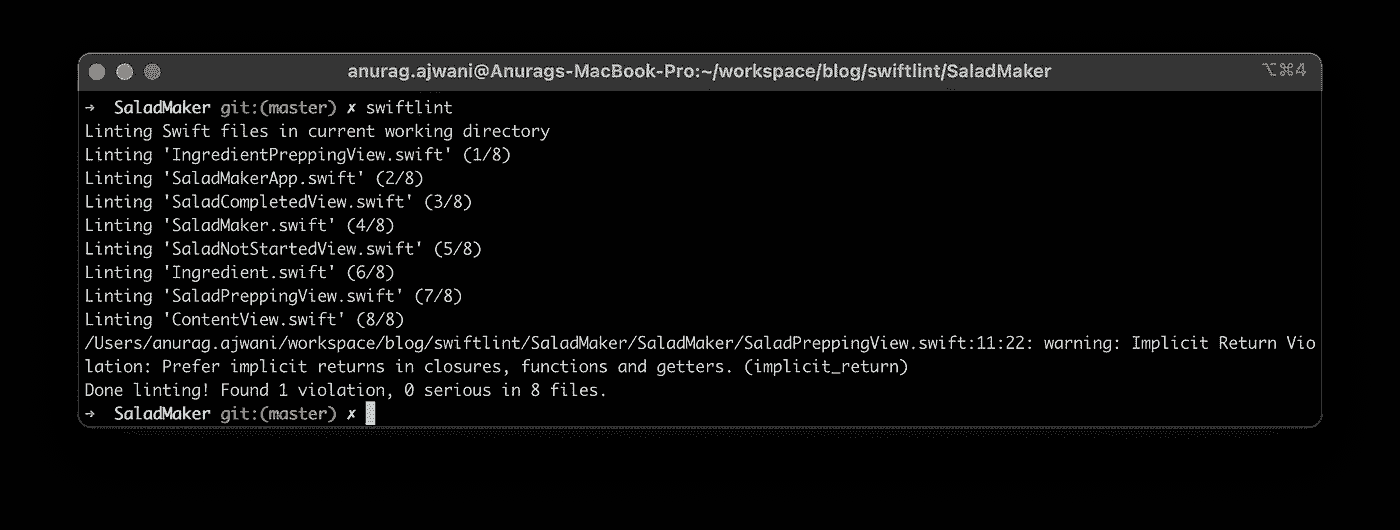 anurag.ajwani@Anurags-MacBook-Pro:~/workspace/blog/swiftlint/SaladMaker ⌥⌘4
→ SaladMaker git:(master) ✗ swiftlint
Linting Swift files in current working directory
Linting 'IngredientPreppingView.swift' (1/8)
Linting 'SaladMakerApp.swift' (2/8)
Linting 'SaladCompletedView.swift' (3/8)
Linting 'SaladMaker.swift' (4/8)
Linting 'SaladNotStartedView.swift' (5/8)
Linting 'Ingredient.swift' (6/8)
Linting 'SaladPreppingView.swift' (7/8)
Linting 'ContentView.swift' (8/8)
/Users/anurag.ajwani/workspace/blog/swiftlint/SaladMaker/SaladMaker/SaladPreppingView.swift:11:22: warning: Implicit Return Vio
lation: Prefer implicit returns in closures, functions and getters. (implicit_return)
Done linting! Found 1 violation, 0 serious in 8 files.
→ SaladMaker git:(master) ✗